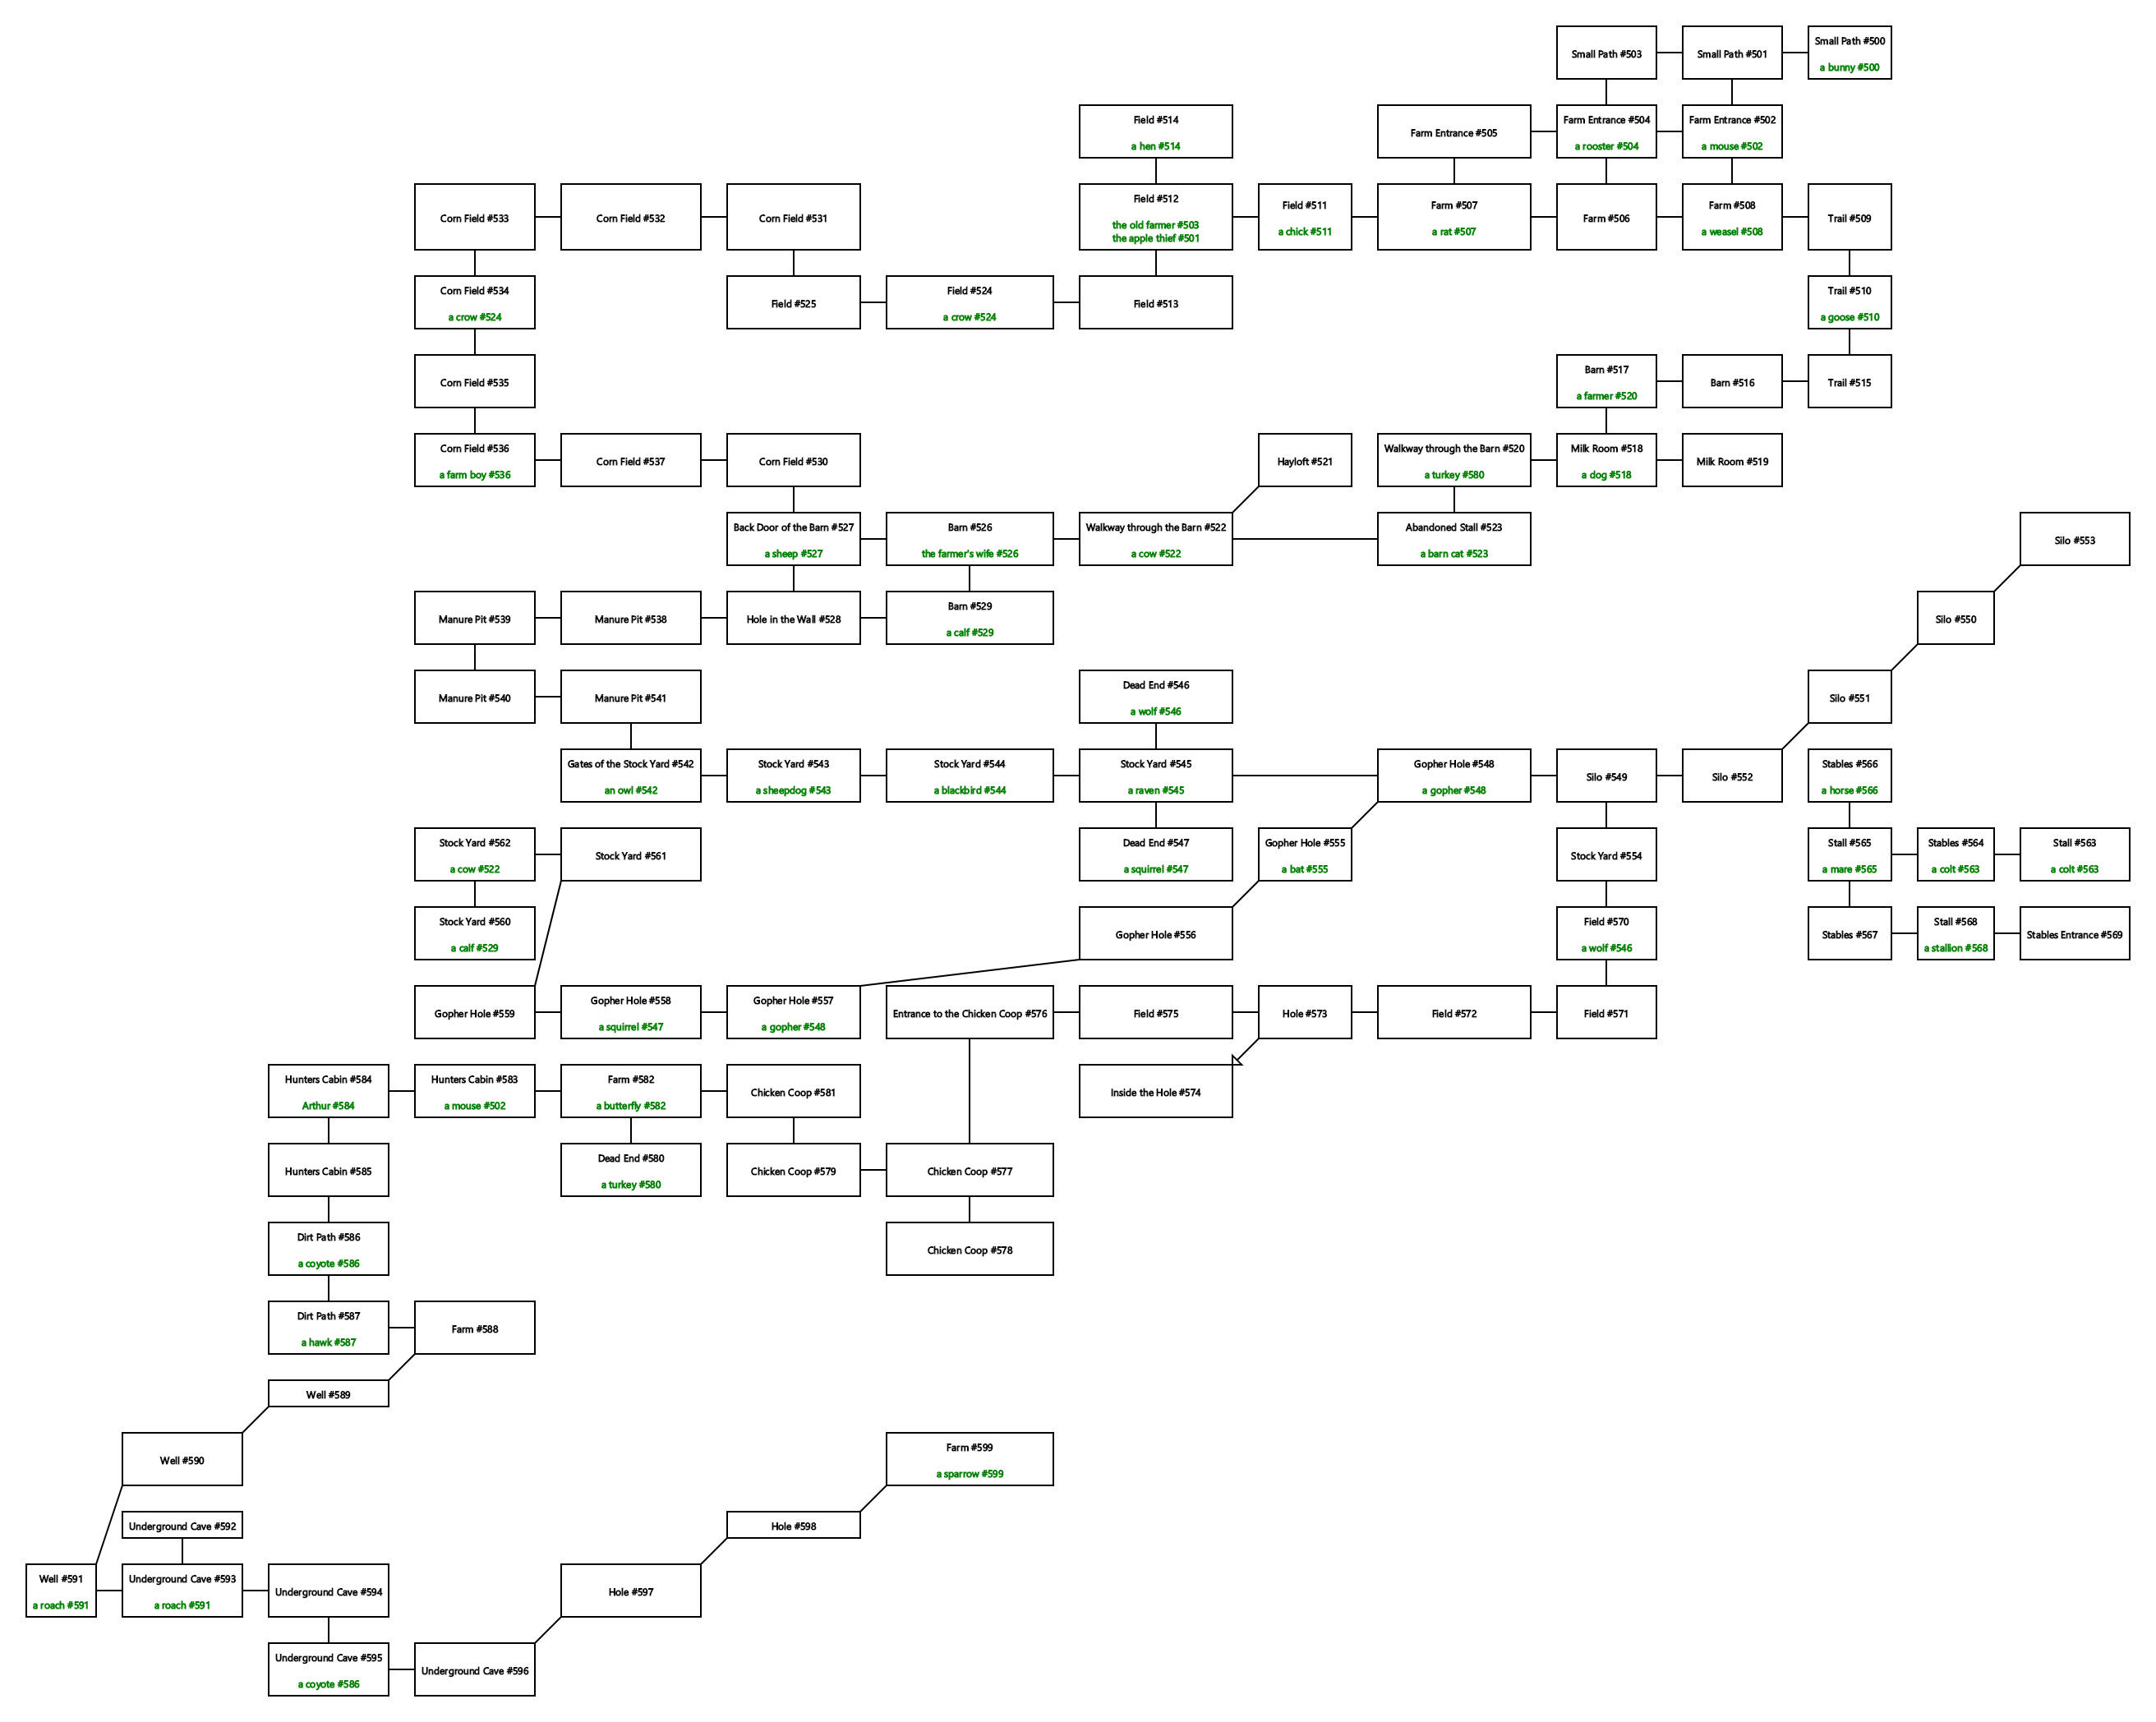 Small Path #503
Small Path #501
Small Path #500
a bunny #500
Field #514
a hen #514
Farm Entrance #505
Farm Entrance #504
a rooster #504
Farm Entrance #502
a mouse #502
Corn Field #533
Corn Field #532
Corn Field #531
Field #512
the old farmer #503
the apple thief #501
Field #511
a chick #511
Farm #507
a rat #507
Farm #506
Farm #508
a weasel #508
Trail #509
Corn Field #534
a crow #524
Field #525
Field #524
a crow #524
Field #513
Trail #510
a goose #510
Corn Field #535
Barn #517
a farmer #520
Barn #516
Trail #515
Corn Field #536
a farm boy #536
Corn Field #537
Corn Field #530
Hayloft #521
Walkway through the Barn #520
a turkey #580
Milk Room #518
a dog #518
Milk Room #519
Back Door of the Barn #527
a sheep #527
Barn #526
the farmer's wife #526
Walkway through the Barn #522
a cow #522
Abandoned Stall #523
a barn cat #523
Silo #553
Manure Pit #539
Manure Pit #538
Hole in the Wall #528
Barn #529
a calf #529
Silo #550
Manure Pit #540
Manure Pit #541
Dead End #546
a wolf #546
Silo #551
Gates of the Stock Yard #542
an owl #542
Stock Yard #543
a sheepdog #543
Stock Yard #544
a blackbird #544
Stock Yard #545
a raven #545
Gopher Hole #548
a gopher #548
Silo #549
Silo #552
Stables #566
a horse #566
Stock Yard #562
a cow #522
Stock Yard #561
Dead End #547
a squirrel #547
Gopher Hole #555
a bat #555
Stock Yard #554
Stall #565
a mare #565
Stables #564
a colt #563
Stall #563
a colt #563
Stock Yard #560
a calf #529
Gopher Hole #556
Field #570
a wolf #546
Stables #567
Stall #568
a stallion #568
Stables Entrance #569
Gopher Hole #559
Gopher Hole #558
a squirrel #547
Gopher Hole #557
a gopher #548
Entrance to the Chicken Coop #576
Field #575
Hole #573
Field #572
Field #571
Hunters Cabin #584
Arthur #584
Hunters Cabin #583
a mouse #502
Farm #582
a butterfly #582
Chicken Coop #581
Inside the Hole #574
Hunters Cabin #585
Dead End #580
a turkey #580
Chicken Coop #579
Chicken Coop #577
Dirt Path #586
a coyote #586
Chicken Coop #578
Dirt Path #587
a hawk #587
Farm #588
Well #589
Well #590
Farm #599
a sparrow #599
Underground Cave #592
Hole #598
Well #591
a roach #591
Underground Cave #593
a roach #591
Underground Cave #594
Hole #597
Underground Cave #595
a coyote #586
Underground Cave #596